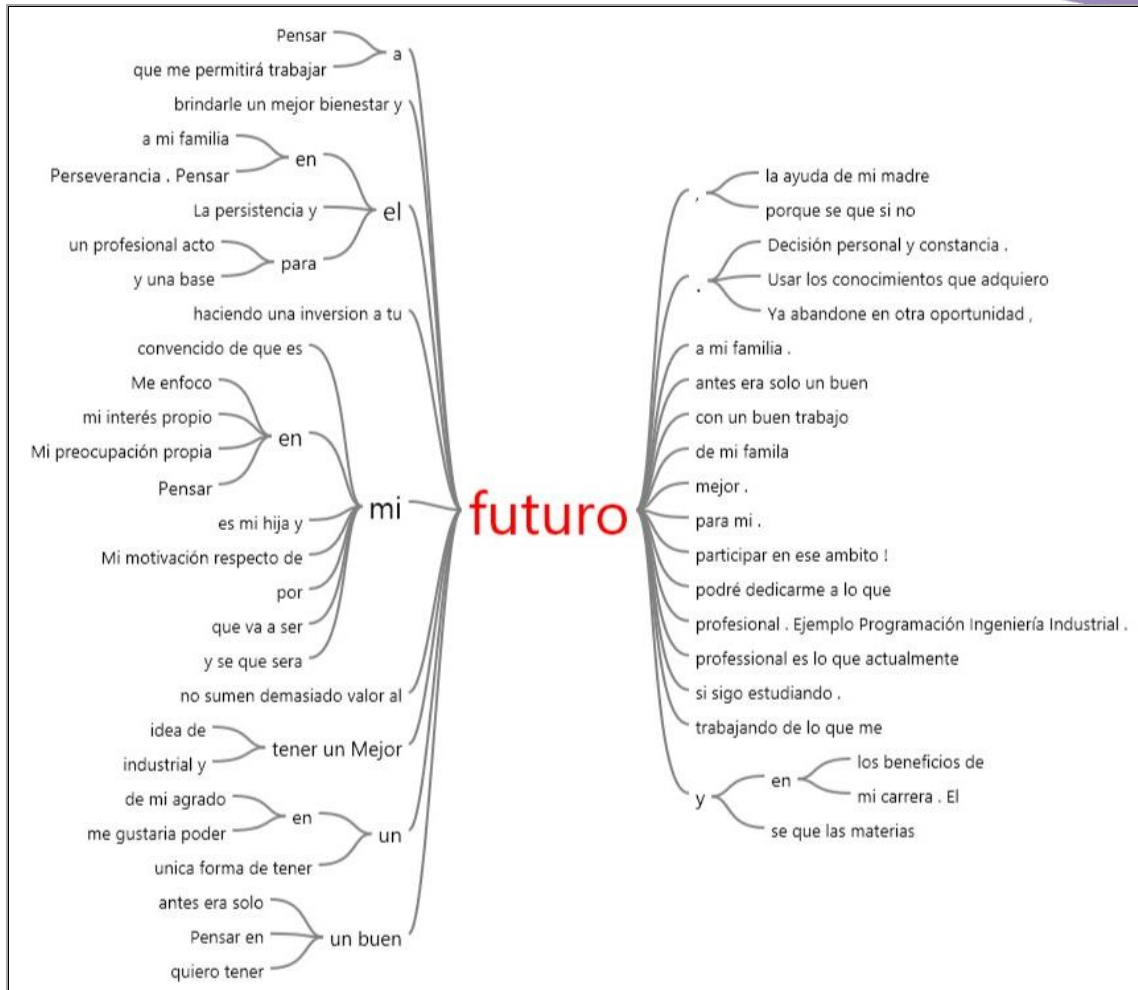 Pensar
que me permitirá trabajar
a
brindarle un mejor bienestar y
a mi familia
Perseverancia . Pensar
en
La persistencia y
un profesional acto
y una base
para
el
haciendo una inversion a tu
convencido de que es
Me enfoco
mi interés propio
Mi preocupación propia
Pensar
en
es mi hija y
Mi motivación respecto de
por
que va a ser
y se que sera
mi
no sumen demasiado valor al
idea de
industrial y
tener un Mejor
de mi agrado
me gustaria poder
en
unica forma de tener
un
antes era solo
Pensar en
quiero tener
un buen
futuro
,
la ayuda de mi madre
porque se que si no
.
Decisión personal y constancia .
Usar los conocimientos que adquiero
Ya abandone en otra oportunidad ,
a mi familia .
antes era solo un buen
con un buen trabajo
de mi famila
mejor .
para mi .
participar en ese ambito !
podré dedicarme a lo que
profesional . Ejemplo Programación Ingeniería Industrial .
professional es lo que actualmente
si sigo estudiando .
trabajando de lo que me
y
en
los beneficios de
mi carrera . El
se que las materias